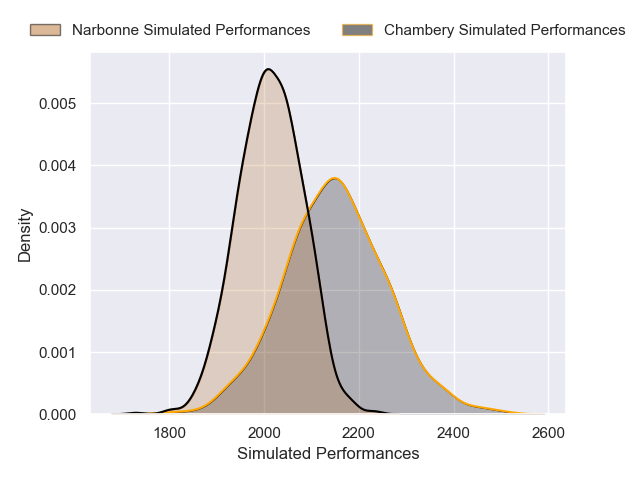 Narbonne Simulated Performances
Chambery Simulated Performances
Density
0.005
0.004
0.003
0.002
0.001
0.000
1800 2000 2200 2400 2600
Simulated Performances